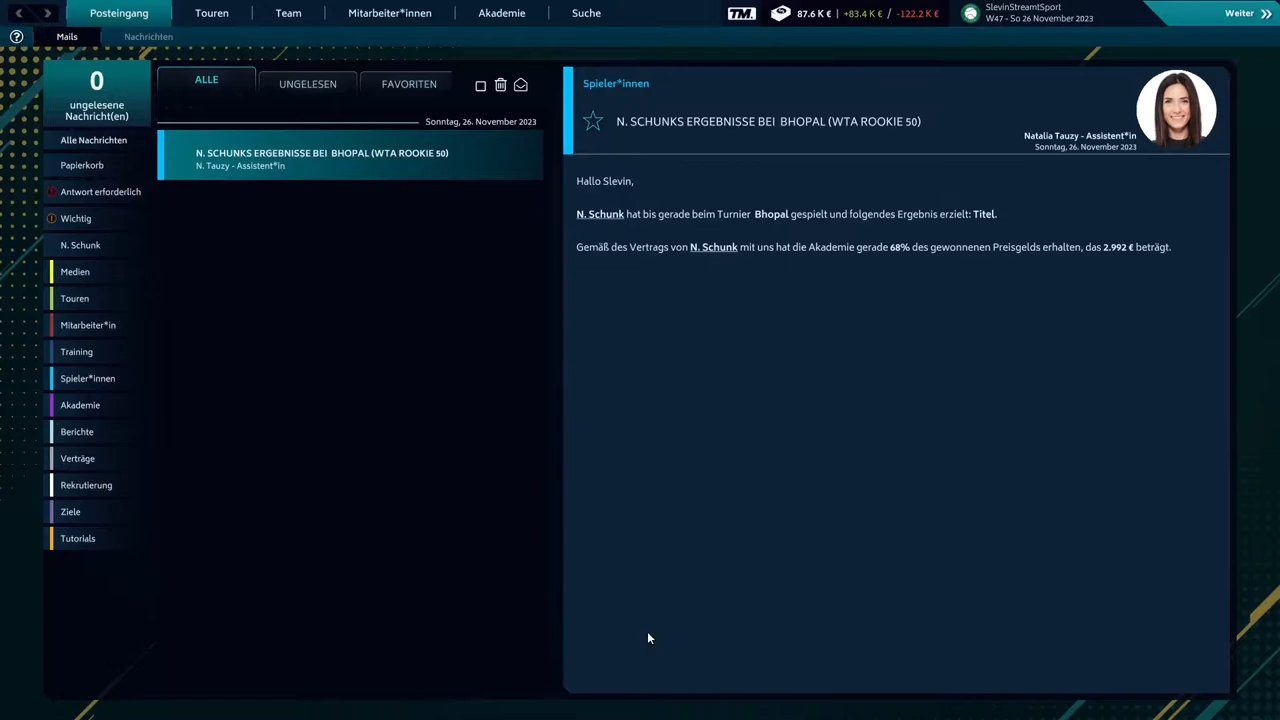 Posteingang
Touren
Team
Mitarbeiter*innen
Akademie
Suche
TM.
87.6 K € | +83.4 K € / -122.2 K €
SlevinStreamtSport
W47 - So 26 November 2023
Weiter
Mails
Nachrichten
0
ungelesene
Nachricht(en)
Alle Nachrichten
Papierkorb
Antwort erforderlich
Wichtig
N. Schunk
Medien
Touren
Mitarbeiter*in
Training
Spieler*innen
Akademie
Berichte
Verträge
Rekrutierung
Ziele
Tutorials
ALLE
UNGELESEN
FAVORITEN
Sonntag, 26. November 2023
N. SCHUNKS ERGEBNISSE BEI BHOPAL (WTA ROOKIE 50)
N. Tauzy - Assistent*in
Spieler*innen
N. SCHUNKS ERGEBNISSE BEI BHOPAL (WTA ROOKIE 50)
Natalia Tauzy - Assistent*in
Sonntag, 26. November 2023
Hallo Slevin,
N. Schunk hat bis gerade beim Turnier Bhopal gespielt und folgendes Ergebnis erzielt: Titel.
Gemäß des Vertrags von N. Schunk mit uns hat die Akademie gerade 68% des gewonnenen Preisgelds erhalten, das 2.992 € beträgt.